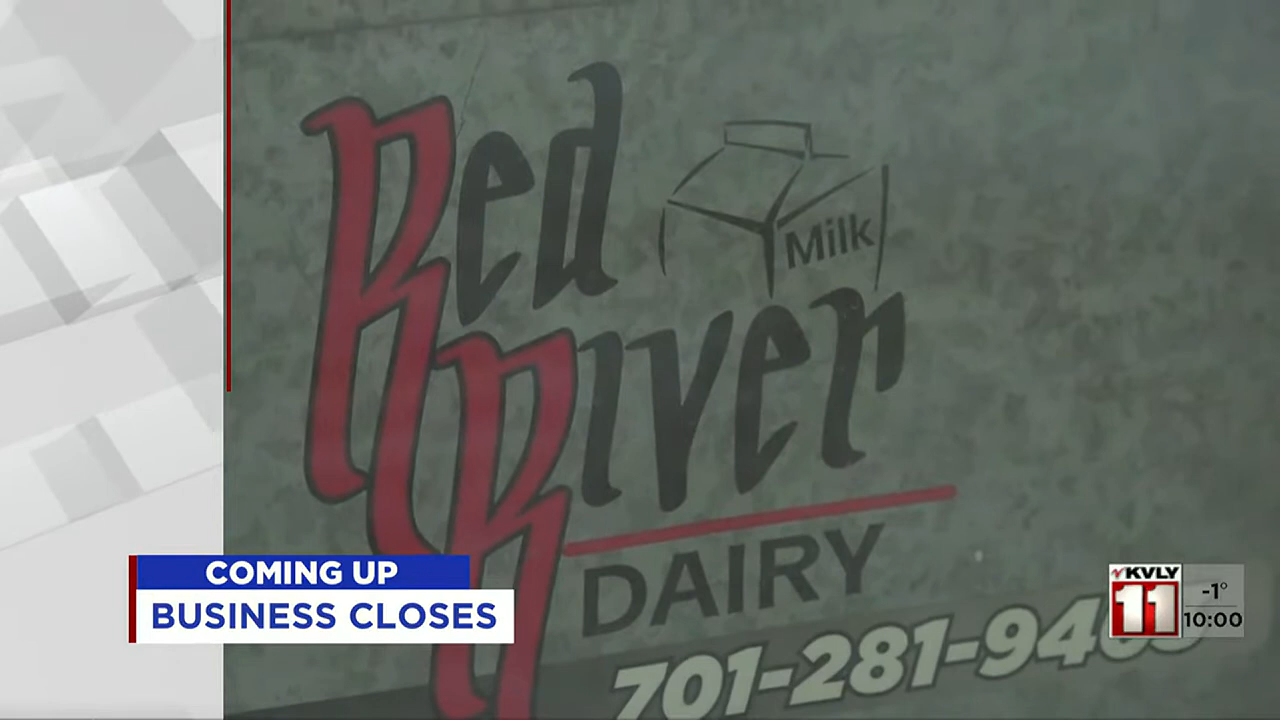 Red
Milk
River
DAIRY
COMING UP
BUSINESS CLOSES
KVLY
11
-1°
10:00